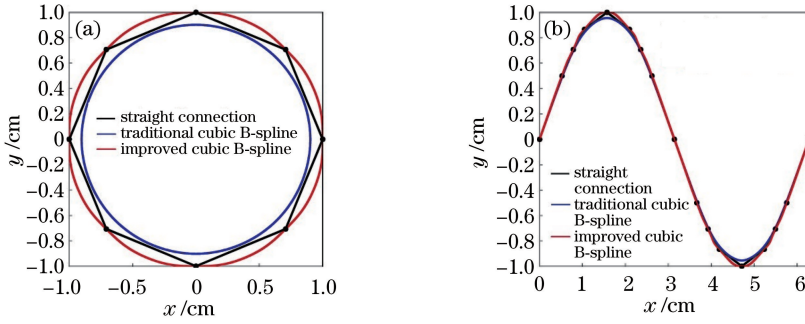 (a)
1.0
0.8
0.6
0.4
0.2
0
−0.2
−0.4
−0.6
−0.8
−1.0
y/cm
straight connection
traditional cubic B-spline
improved cubic B-spline
−1.0 −0.5 0 0.5 1.0
x/cm
(b)
1.0
0.8
0.6
0.4
0.2
0
−0.2
−0.4
−0.6
−0.8
−1.0
y/cm
straight
connection
traditional cubic
B-spline
improved cubic
B-spline
0 1 2 3 4 5 6
x/cm